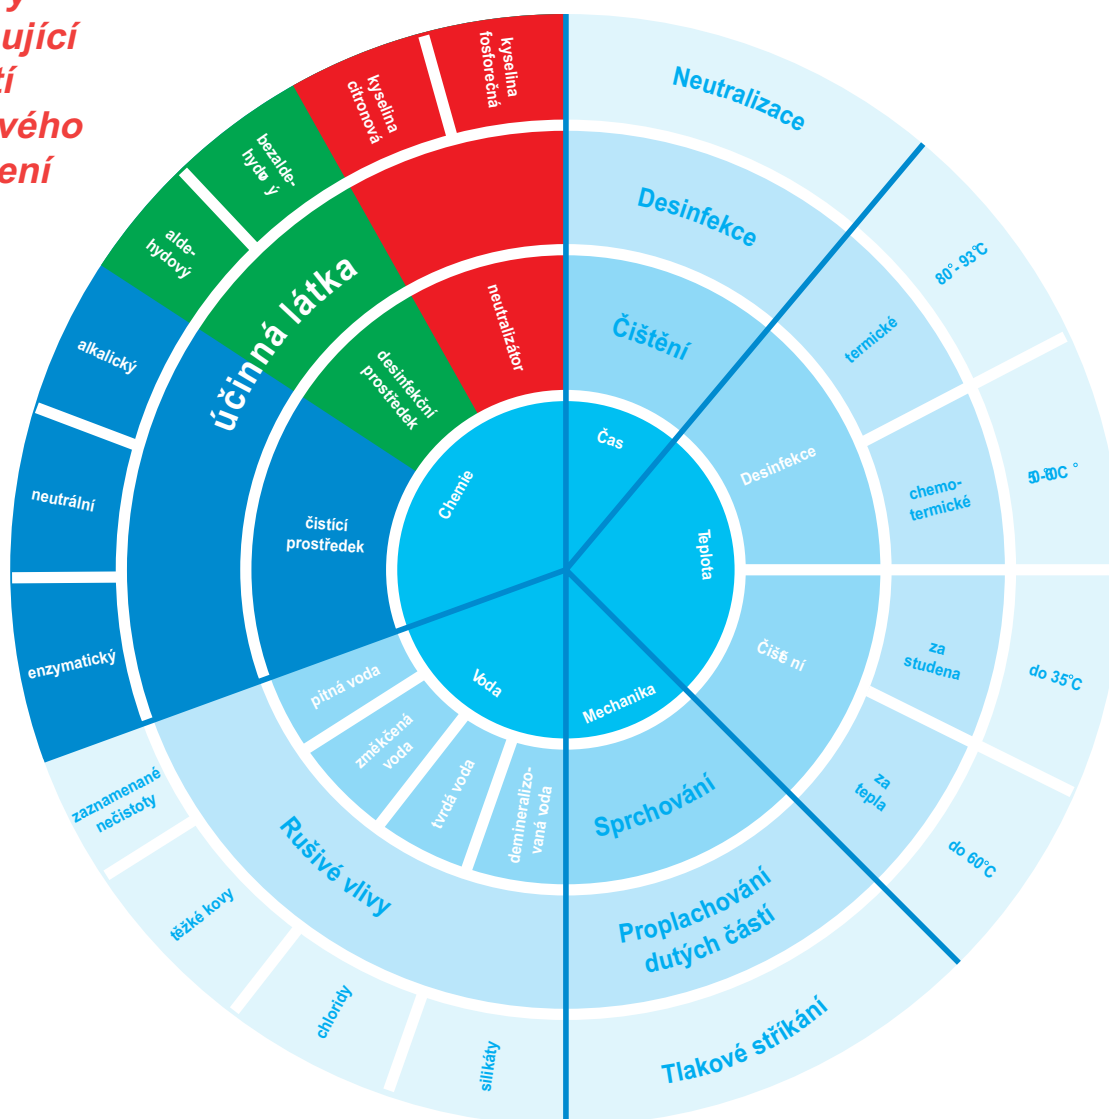 y
ující
tí
vého
ení
Neutralizace
Desinfekce
Čištění
80°- 93°C
termické
chemo-
termické
Desinfekce
Čas
Teplota
Mechanika
Voda
Chemie
Čiště ní
za
studena
do 35°C
za
tepla
do 60°C
Sprchování
Proplachování
dutých částí
Tlakové stříkání
demineralizo-
vaná voda
tvrdá voda
změkčená
voda
pitná voda
Rušivé vlivy
silikáty
chloridy
těžké kovy
zaznamenané
nečistoty
čistící
prostředek
desinfekční
prostředek
neutralizátor
účinná látka
enzymatický
neutrální
alkalický
alde-
hydový
bezalde-
kyselina
citronová
kyselina
fosforečná